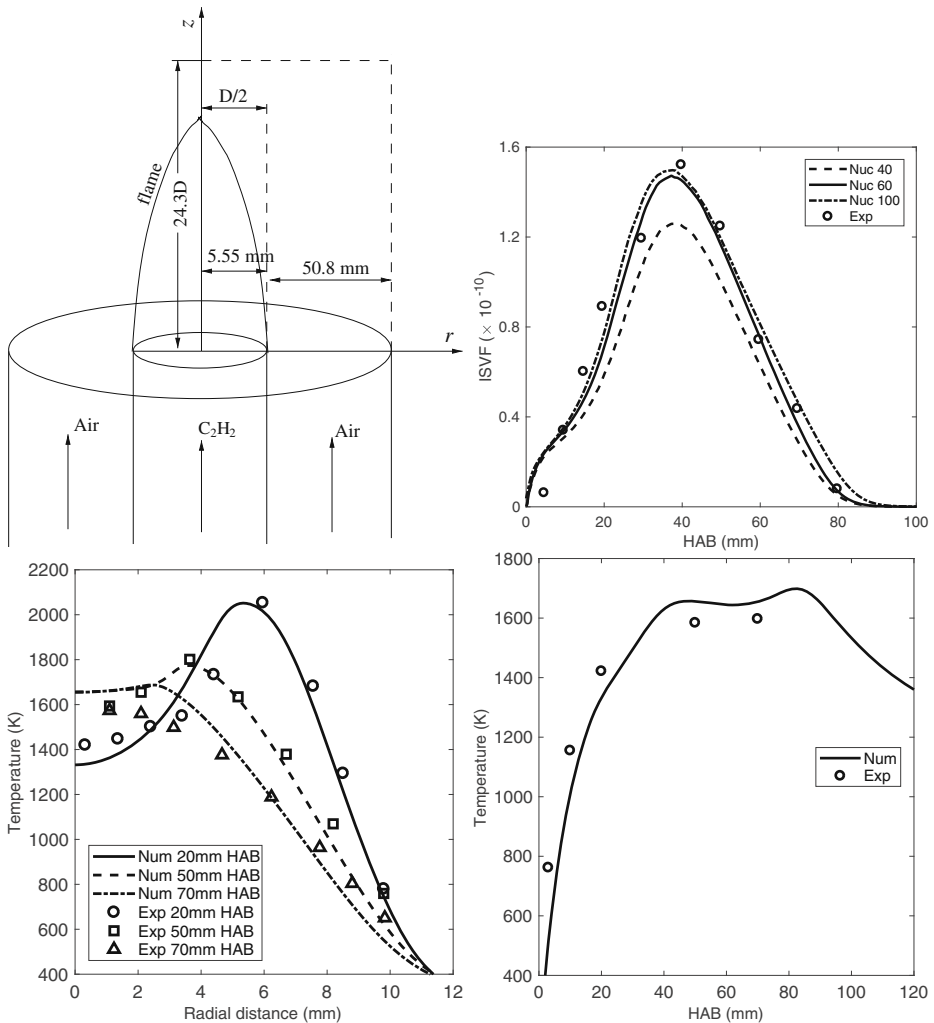 z
D/2
flame
24.3D
5.55 mm
50.8 mm
r
Air
C₂H₂
Air
1.6
1.2
0.8
0.4
0
ISVF (× 10⁻¹⁰)
Nuc 40
Nuc 60
Nuc 100
Exp
0 20 40 60 80 100
HAB (mm)
2200
2000
1800
1600
1400
1200
1000
800
600
400
Temperature (K)
Num 20mm HAB
Num 50mm HAB
Num 70mm HAB
Exp 20mm HAB
Exp 50mm HAB
Exp 70mm HAB
0 2 4 6 8 10 12
Radial distance (mm)
1800
1600
1400
1200
1000
800
600
400
Temperature (K)
Num
Exp
0 20 40 60 80 100 120
HAB (mm)